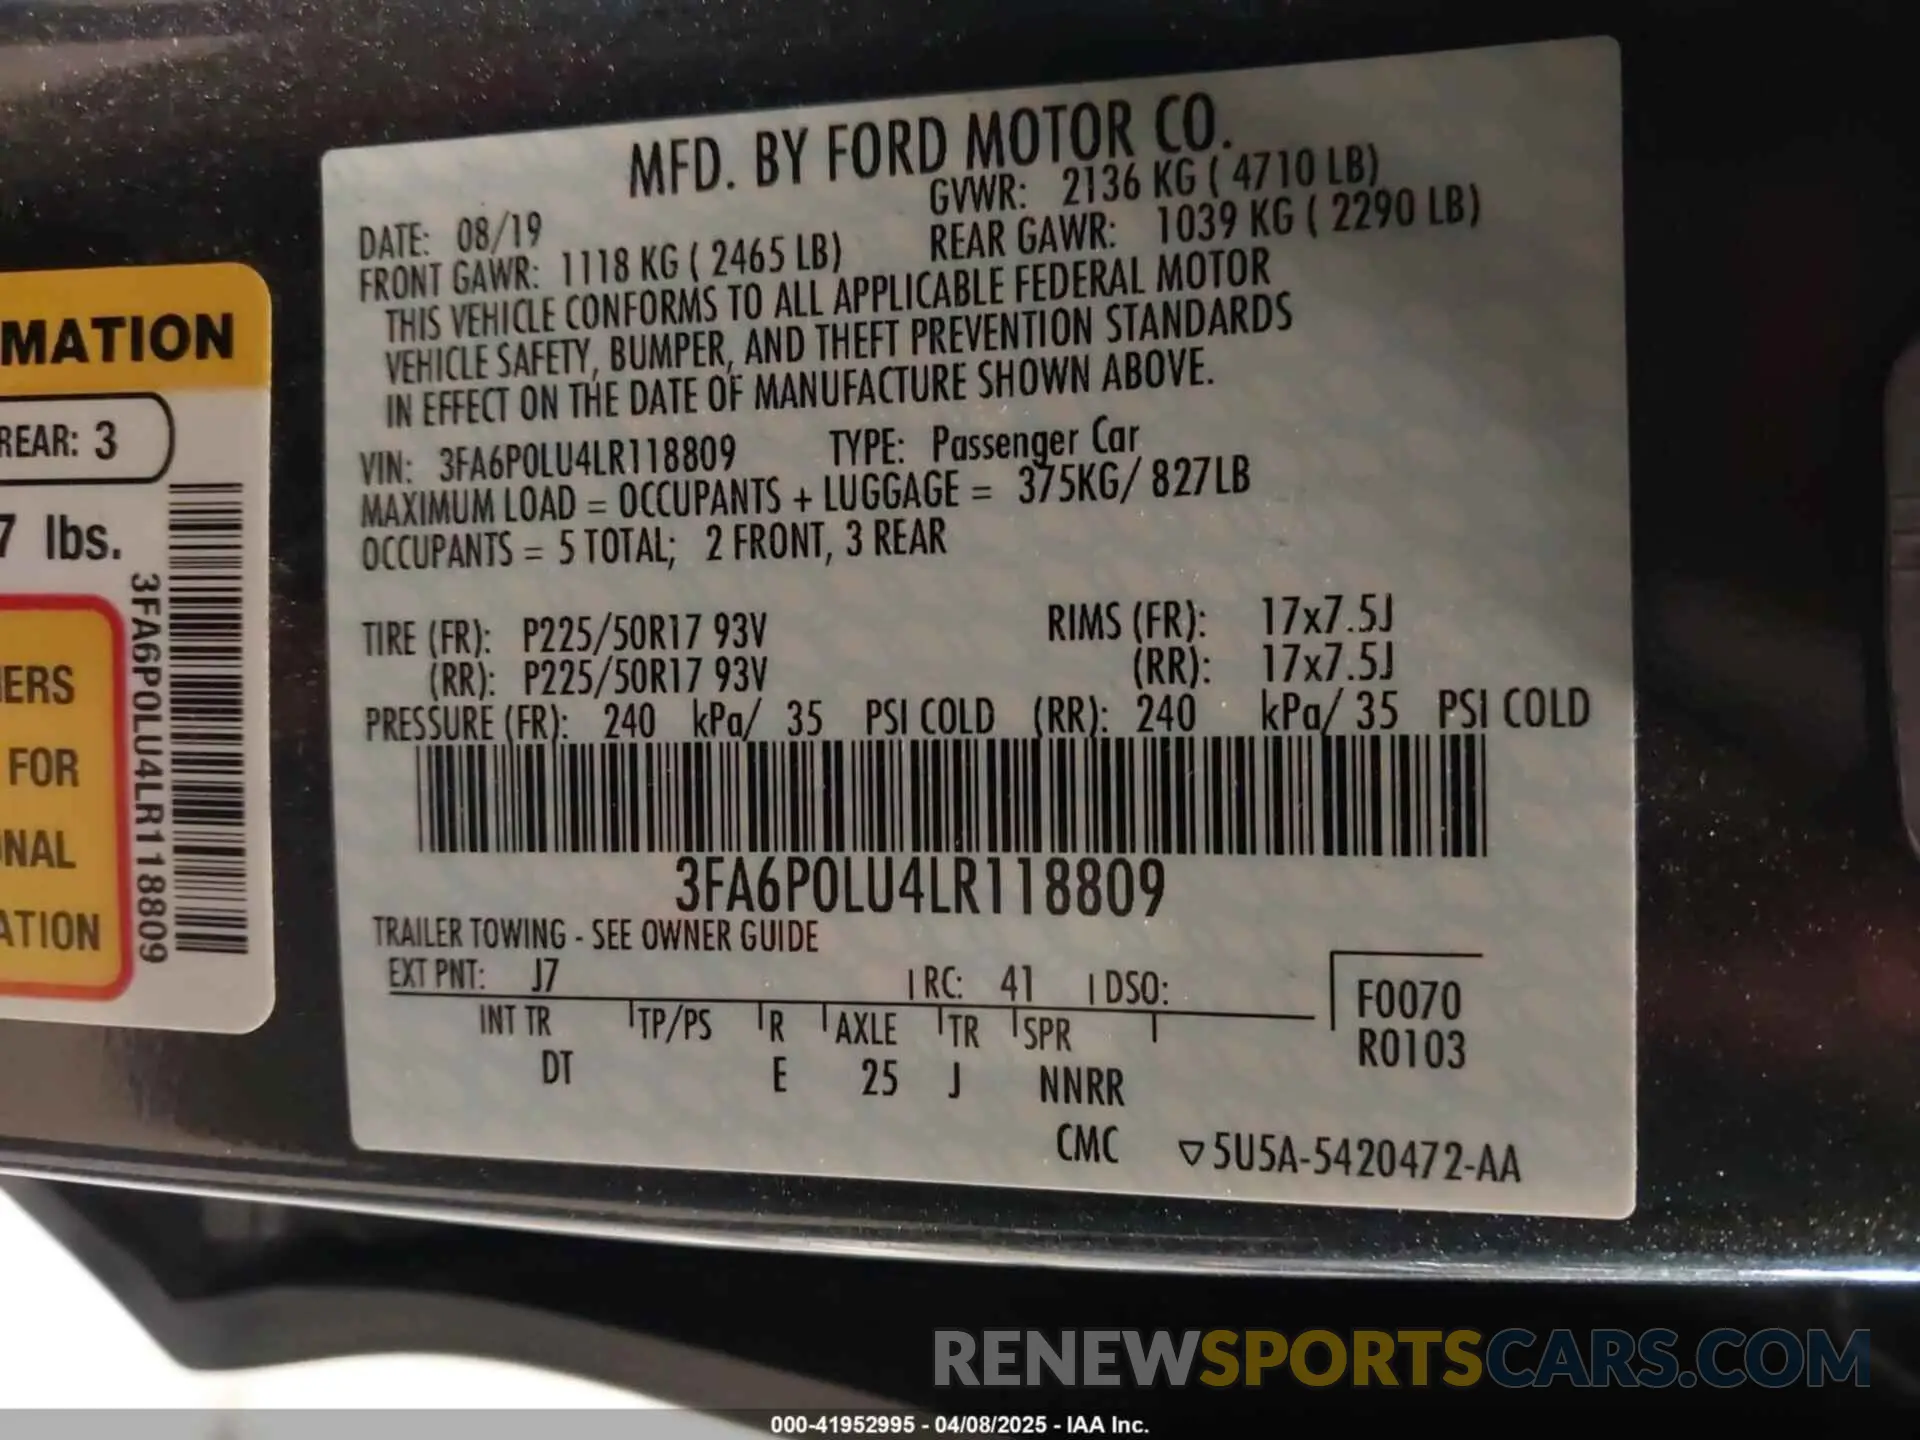 MFD. BY FORD MOTOR CO.
DATE: 08/19 GVWR: 2136 KG ( 4710 LB)
FRONT GAWR: 1118 KG ( 2465 LB) REAR GAWR: 1039 KG ( 2290 LB)
THIS VEHICLE CONFORMS TO ALL APPLICABLE FEDERAL MOTOR
VEHICLE SAFETY, BUMPER, AND THEFT PREVENTION STANDARDS
IN EFFECT ON THE DATE OF MANUFACTURE SHOWN ABOVE.
VIN: 3FA6P0LU4LR118809 TYPE: Passenger Car
MAXIMUM LOAD = OCCUPANTS + LUGGAGE = 375KG/ 827LB
OCCUPANTS = 5 TOTAL; 2 FRONT, 3 REAR
TIRE (FR): P225/50R17 93V RIMS (FR): 17x7.5J
(RR): P225/50R17 93V (RR): 17x7.5J
PRESSURE (FR): 240 kPa/ 35 PSI COLD (RR): 240 kPa/ 35 PSI COLD
3FA6P0LU4LR118809
TRAILER TOWING - SEE OWNER GUIDE
EXT PNT: J7 RC: 41 DSO:
F0070
R0103
INT TR TP/PS R AXLE TR SPR
DT E 25 J NNRR
CMC ▽5U5A-5420472-AA
MATION
REAR: 3
7 lbs.
3FA6P0LU4LR118809
ERS
FOR
NAL
ATION
RENEWSPORTSCARS.COM
000-41952995 - 04/08/2025 - IAA Inc.